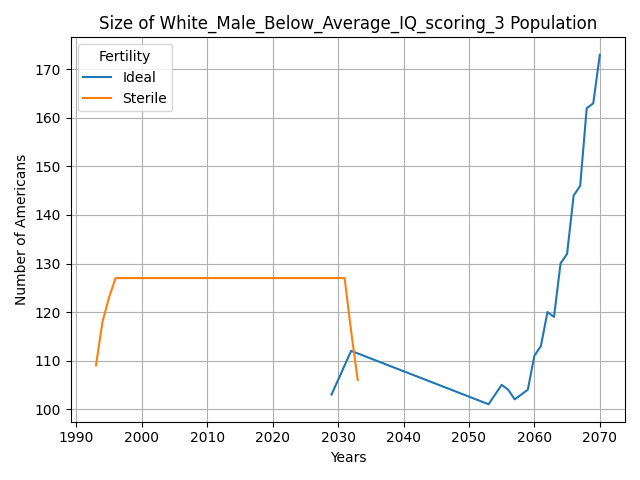 Size of White_Male_Below_Average_IQ_scoring_3 Population
Fertility
Ideal
Sterile
Number of Americans
170
160
150
140
130
120
110
100
1990 2000 2010 2020 2030 2040 2050 2060 2070
Years